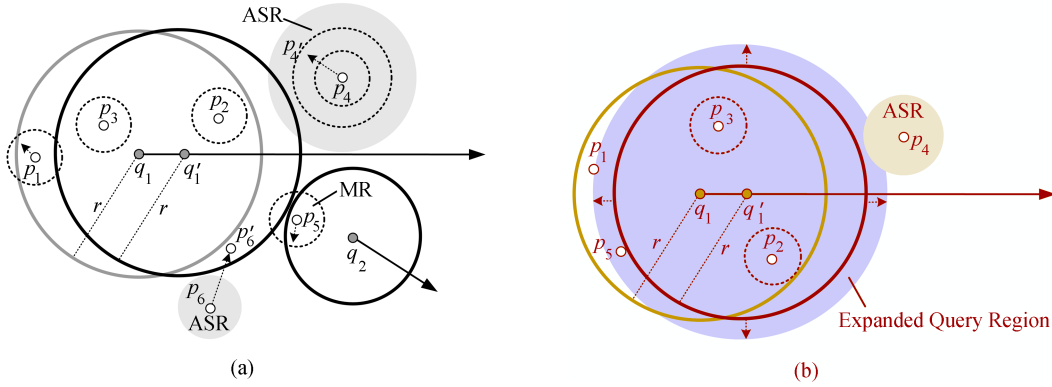 ASR
p4'
p4
p3
p2
p1
q1
q1'
r
r
MR
p5
p6'
q2
p6
ASR
(a)
ASR
p4
p3
p1
q1
q1'
r
r
p2
p5
Expanded Query Region
(b)